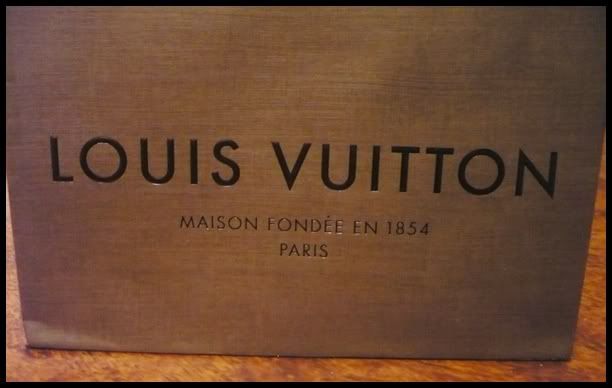 LOUIS VUITTON
MAISON FONDÉE EN 1854
PARIS